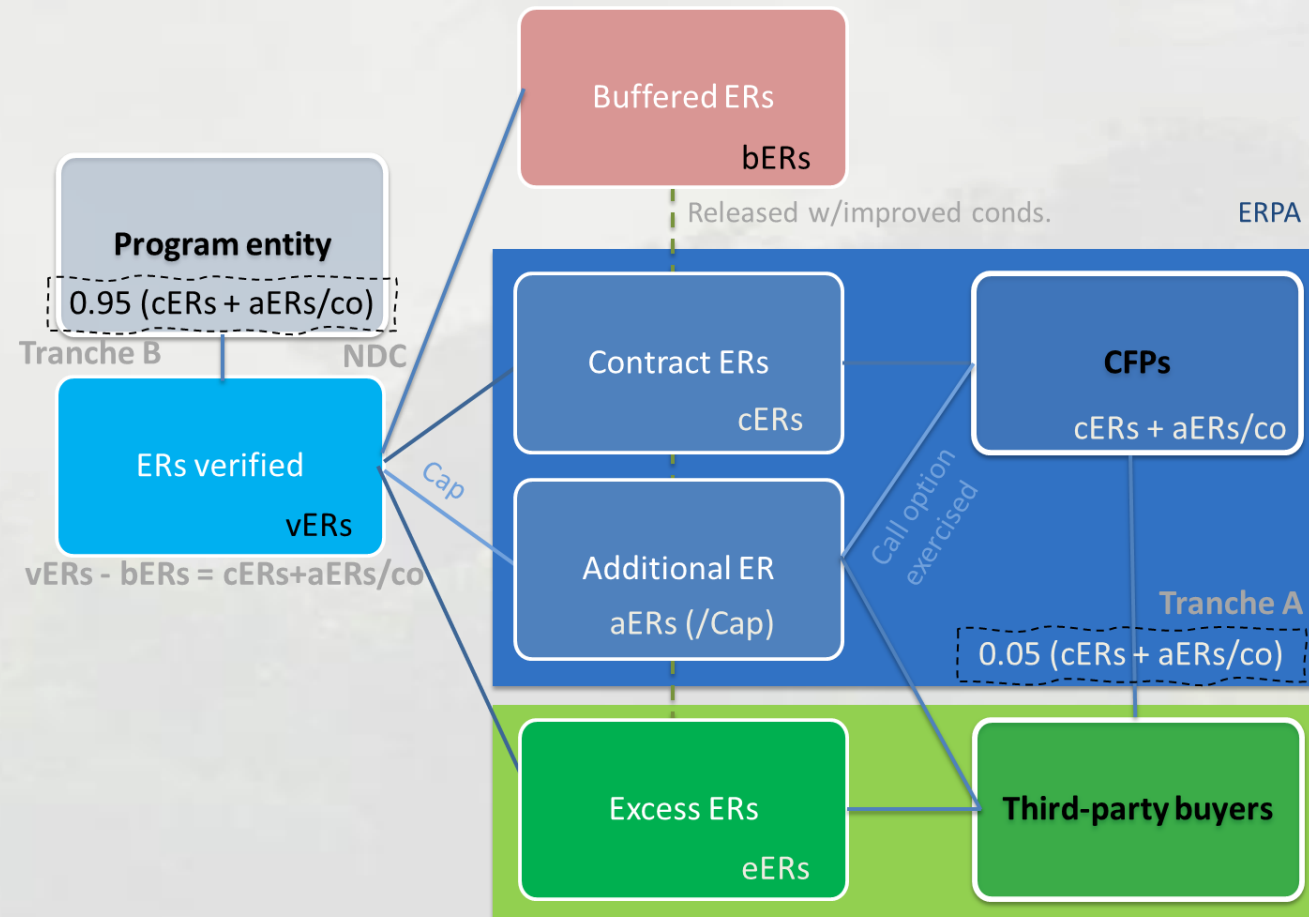 Buffered ERs
bERs
Released w/improved conds.
ERPA
Program entity
0.95 (cERs + aERs/co)
Tranche B
NDC
ERs verified
vERs
vERs - bERs = cERs+aERs/co
Cap
Contract ERs
cERs
CFPs
cERs + aERs/co
Call option
exercised
Additional ER
aERs (/Cap)
Tranche A
0.05 (cERs + aERs/co)
Excess ERs
eERs
Third-party buyers